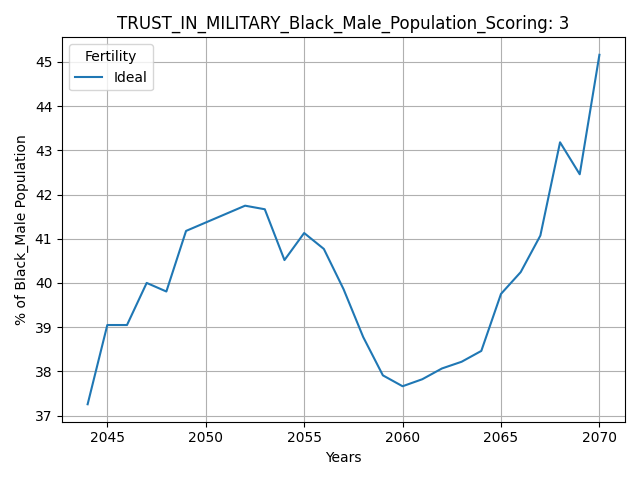 TRUST_IN_MILITARY_Black_Male_Population_Scoring: 3
Fertility
Ideal
% of Black_Male Population
45
44
43
42
41
40
39
38
37
2045 2050 2055 2060 2065 2070
Years